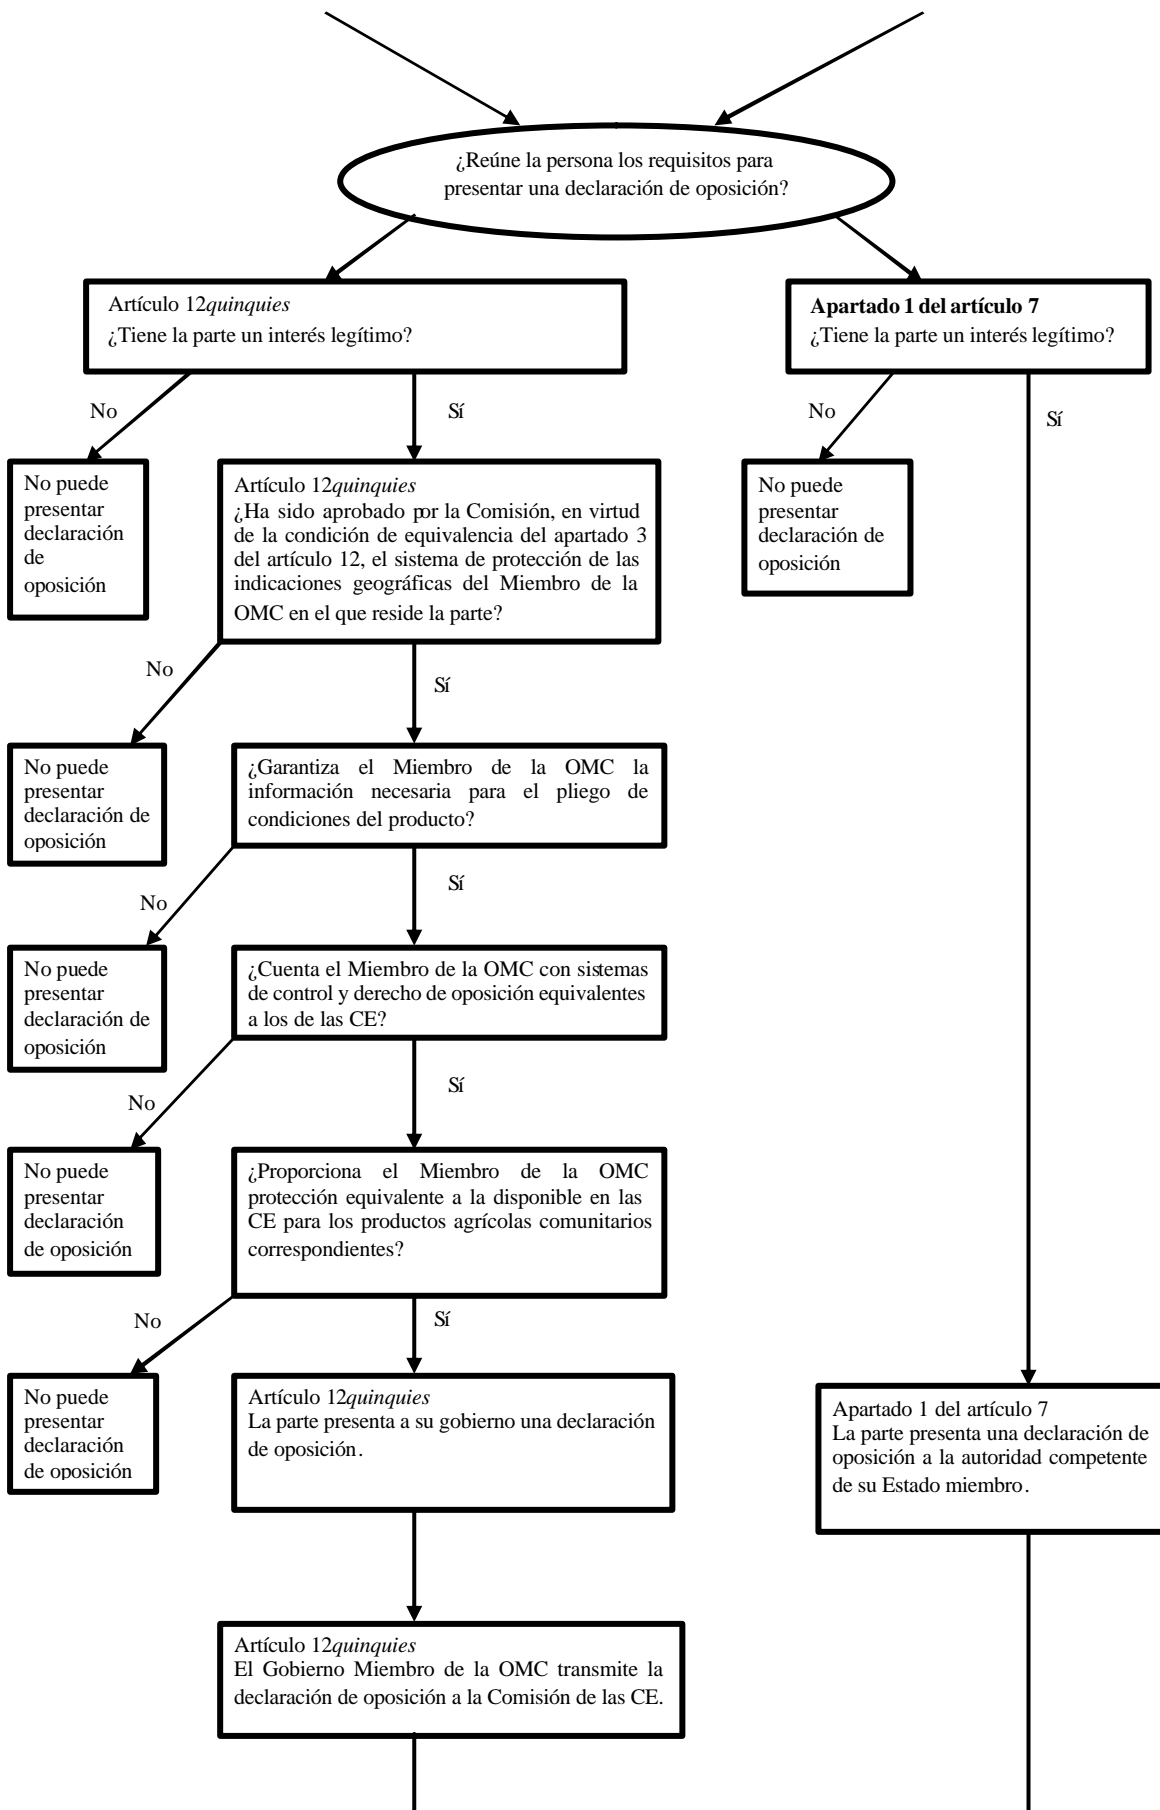 ¿Reúne la persona los requisitos para
presentar una declaración de oposición?
Artículo 12quinquies
¿Tiene la parte un interés legítimo?
Apartado 1 del artículo 7
¿Tiene la parte un interés legítimo?
No
Sí
No
Sí
No puede
presentar
declaración
de
oposición
Artículo 12quinquies
¿Ha sido aprobado por la Comisión, en virtud
de la condición de equivalencia del apartado 3
del artículo 12, el sistema de protección de las
indicaciones geográficas del Miembro de la
OMC en el que reside la parte?
No puede
presentar
declaración de
oposición
No
Sí
No puede
presentar
declaración de
oposición
¿Garantiza el Miembro de la OMC la
información necesaria para el pliego de
condiciones del producto?
No
Sí
No puede
presentar
declaración de
oposición
¿Cuenta el Miembro de la OMC con sistemas
de control y derecho de oposición equivalentes
a los de las CE?
No
Sí
No puede
presentar
declaración
de oposición
¿Proporciona el Miembro de la OMC
protección equivalente a la disponible en las
CE para los productos agrícolas comunitarios
correspondientes?
No
Sí
No puede
presentar
declaración
de oposición
Artículo 12quinquies
La parte presenta a su gobierno una declaración
de oposición.
Apartado 1 del artículo 7
La parte presenta una declaración de
oposición a la autoridad competente
de su Estado miembro.
Artículo 12quinquies
El Gobierno Miembro de la OMC transmite la
declaración de oposición a la Comisión de las CE.